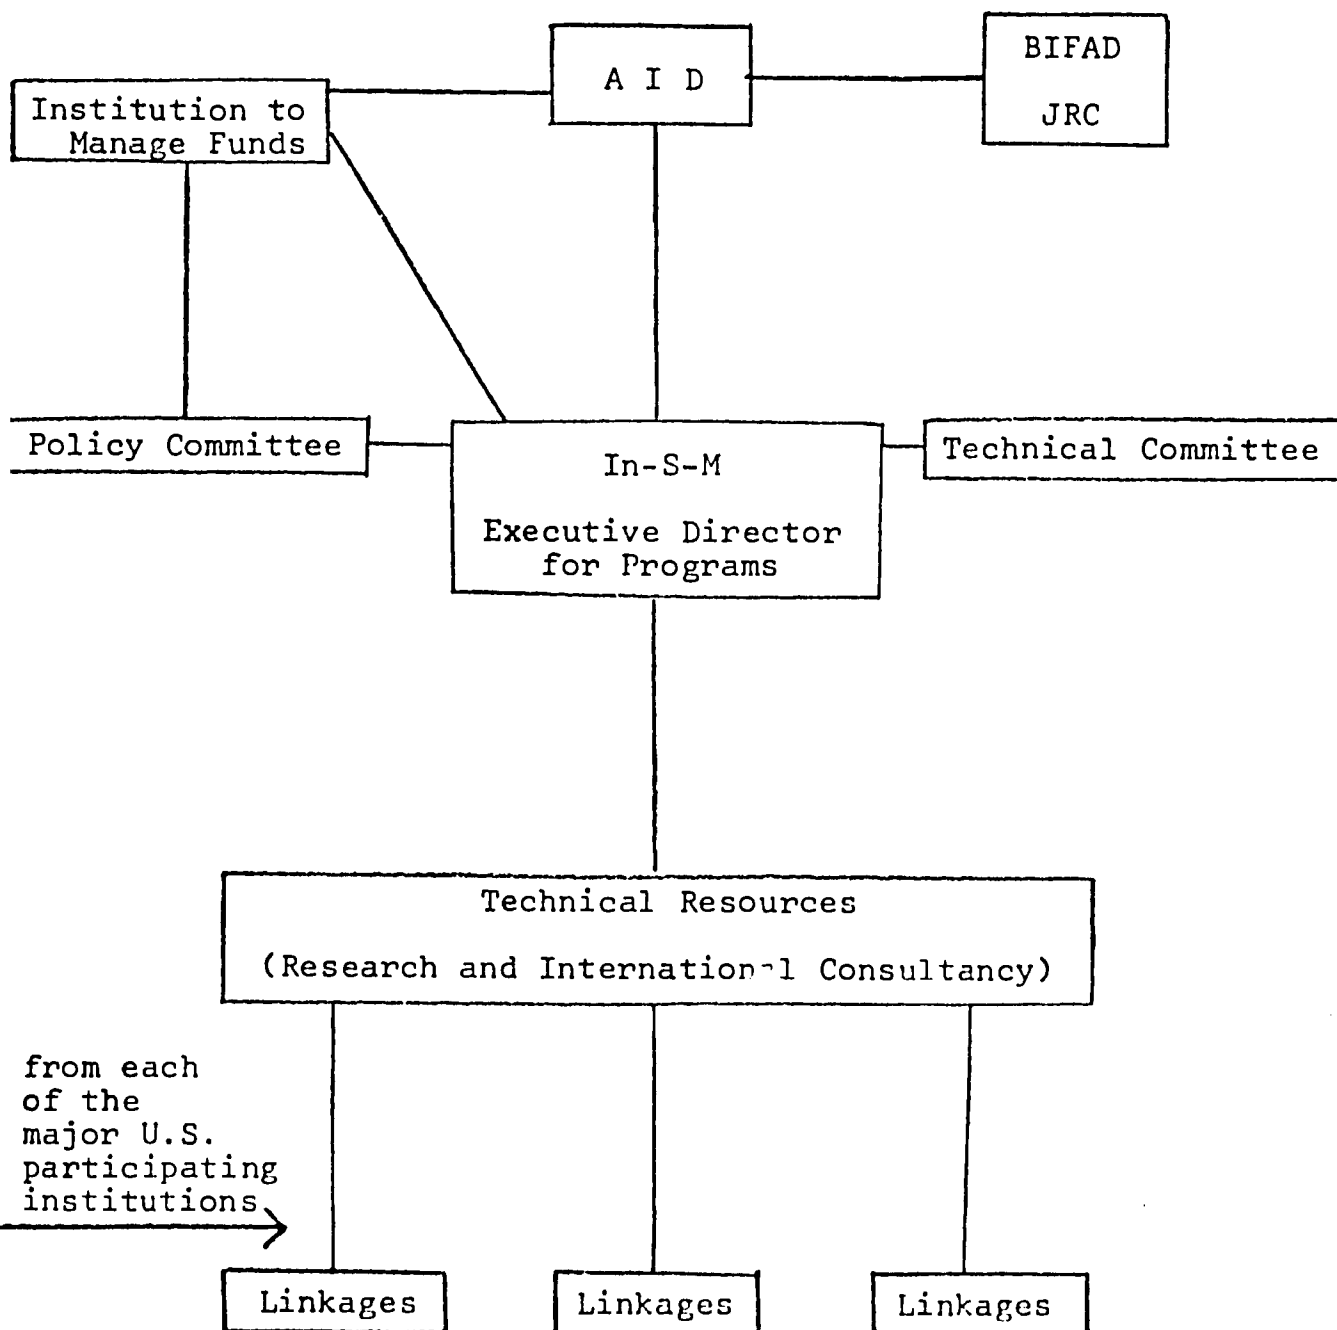 BIFAD
JRC
A I D
Institution to
Manage Funds
Policy Committee
In-S-M
Executive Director
for Programs
Technical Committee
Technical Resources
(Research and International Consultancy)
from each
of the
major U.S.
participating
institutions
Linkages
Linkages
Linkages